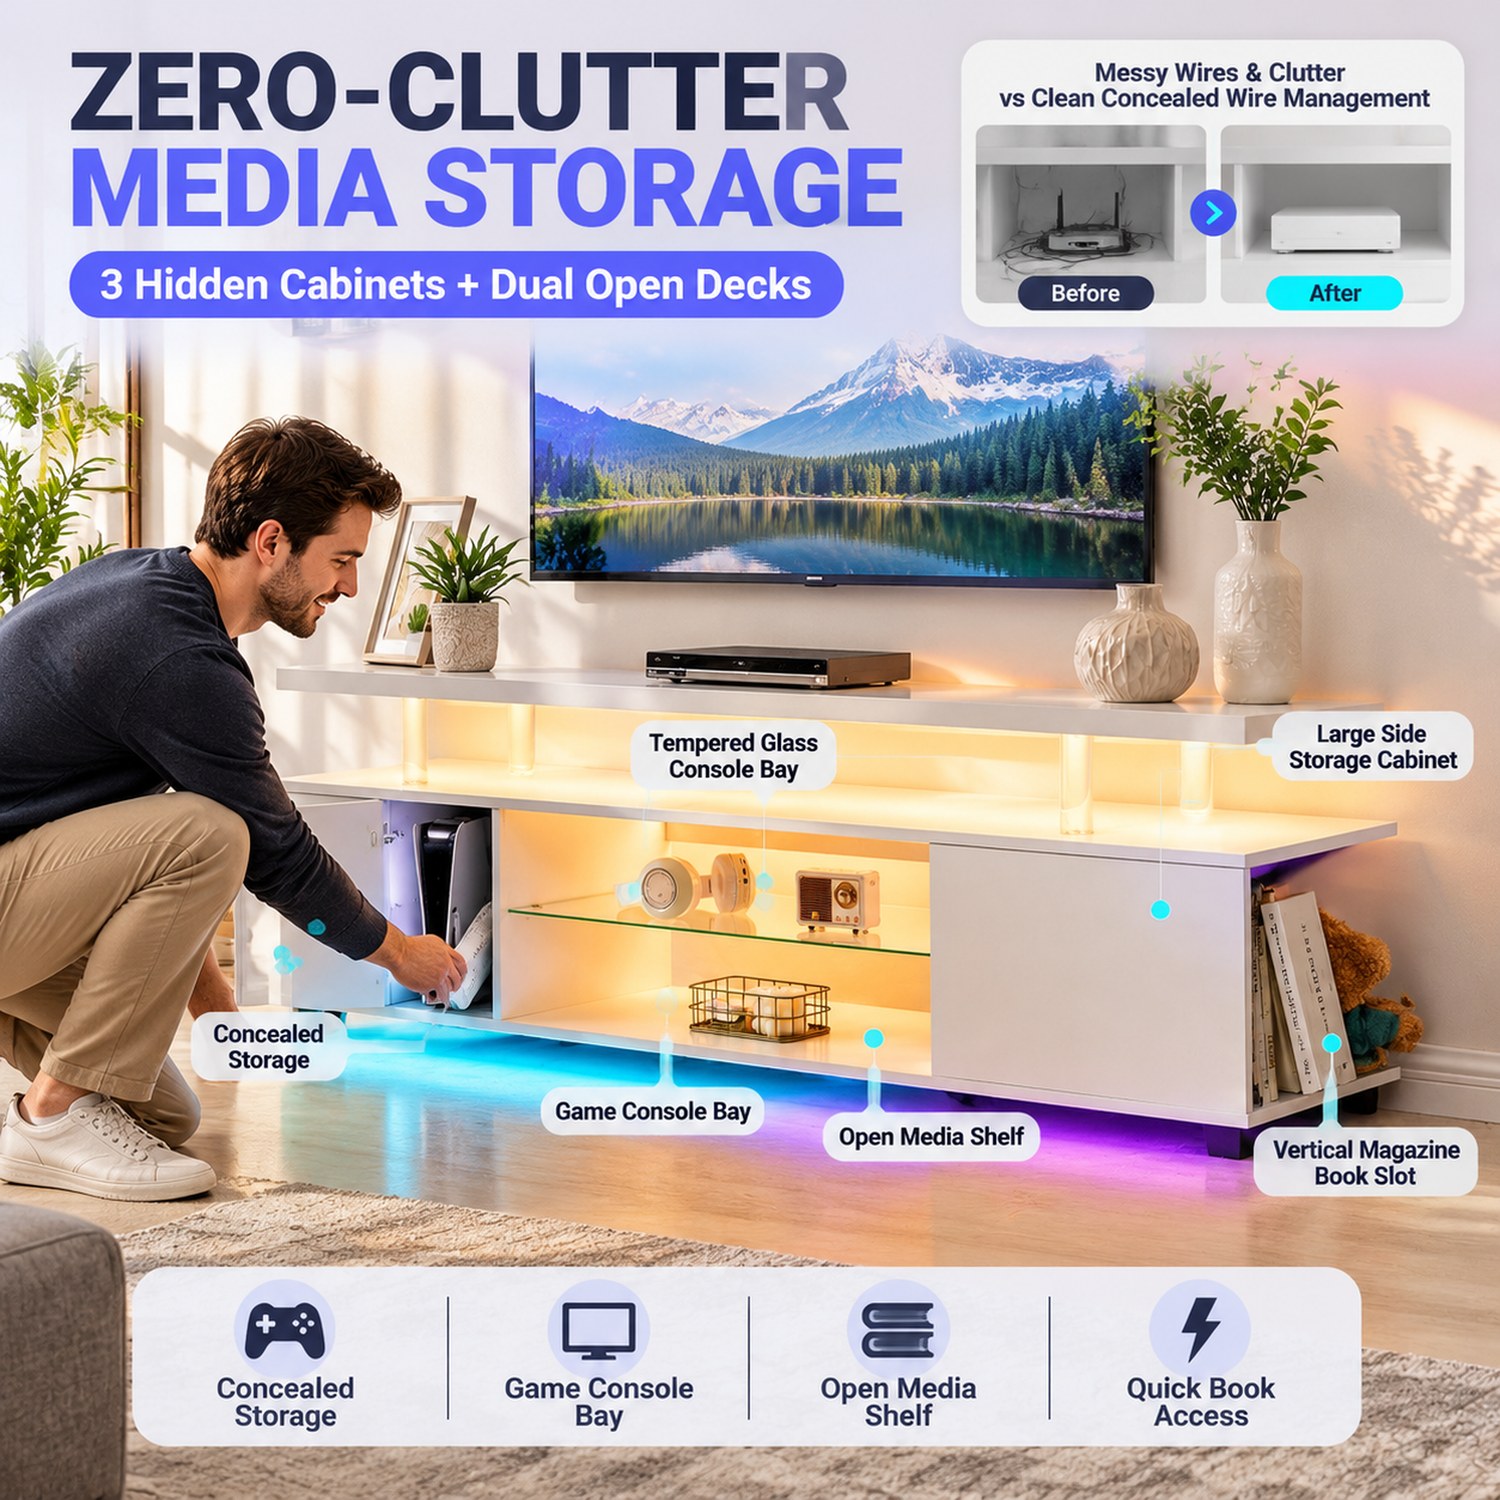 ZERO-CLUTTER
MEDIA STORAGE
3 Hidden Cabinets + Dual Open Decks
Messy Wires & Clutter
vs Clean Concealed Wire Management
Before
After
Tempered Glass
Console Bay
Large Side
Storage Cabinet
Concealed
Storage
Game Console Bay
Open Media Shelf
Vertical Magazine
Book Slot
Concealed
Storage
Game Console
Bay
Open Media
Shelf
Quick Book
Access